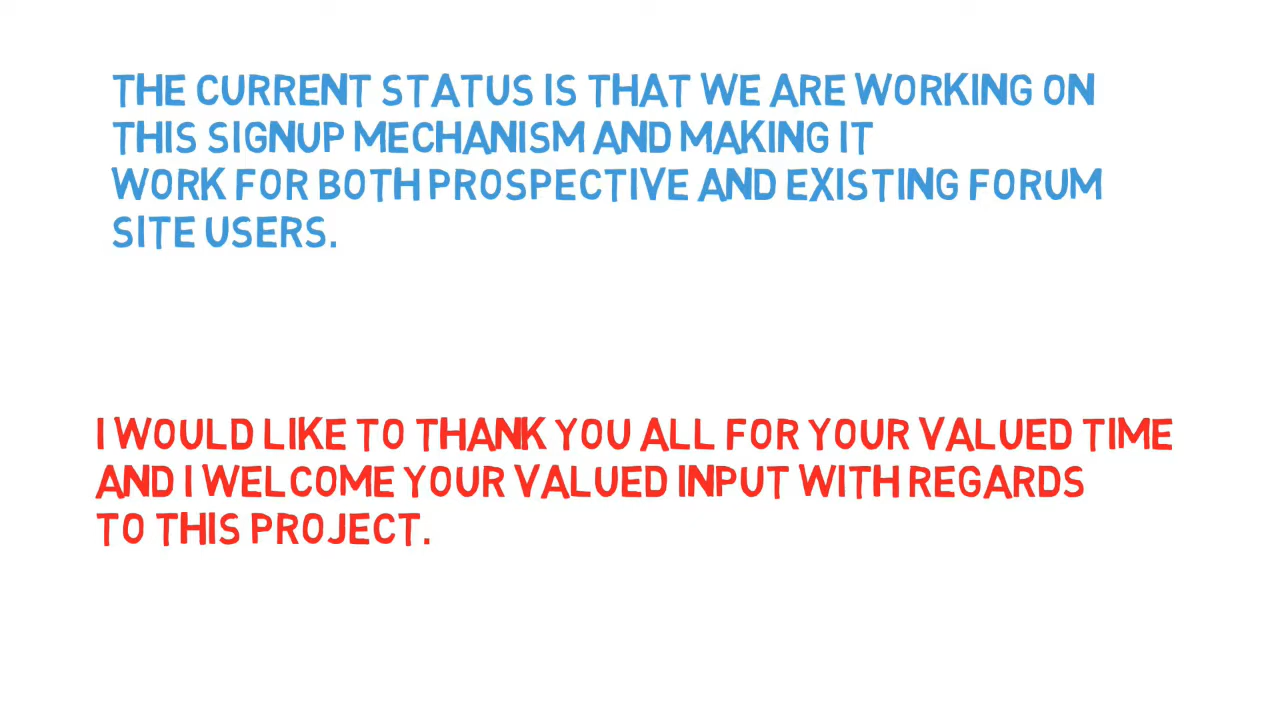 THE CURRENT STATUS IS THAT WE ARE WORKING ON
THIS SIGNUP MECHANISM AND MAKING IT
WORK FOR BOTH PROSPECTIVE AND EXISTING FORUM
SITE USERS.
I WOULD LIKE TO THANK YOU ALL FOR YOUR VALUED TIME
AND I WELCOME YOUR VALUED INPUT WITH REGARDS
TO THIS PROJECT.